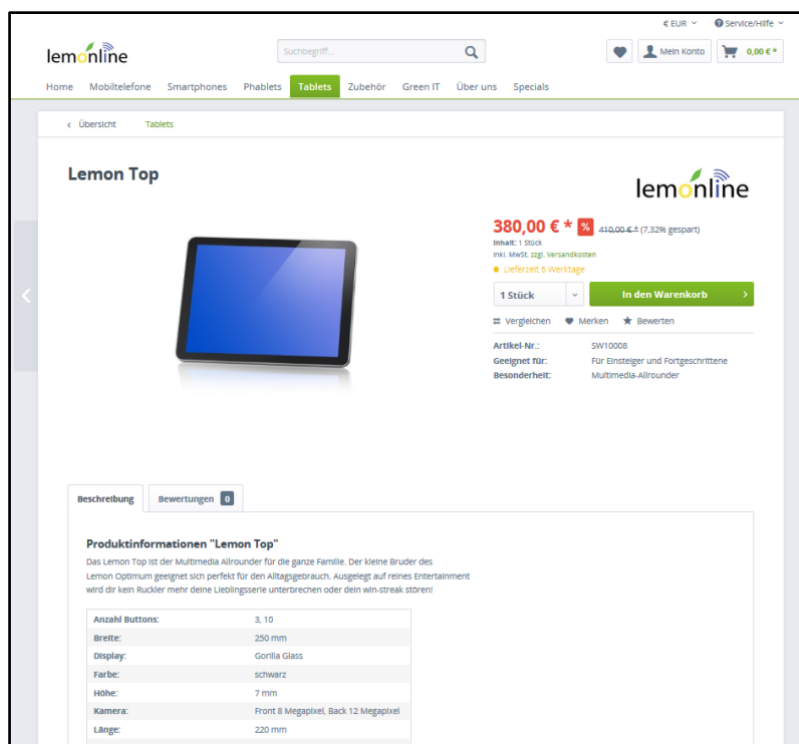 € EUR
Service/Hilfe
lemonline
Suchbegriff...
Mein Konto
0,00 € *
Home Mobiltelefone Smartphones Phablets Tablets Zubehör Green IT Über uns Specials
Übersicht Tablets
Lemon Top
lemonline
380,00 € * % 410,00 € * (7,32% gespart)
Inhalt: 1 Stück
inkl. MwSt. zzgl. Versandkosten
Lieferzeit 6 Werktage
1 Stück
In den Warenkorb
Vergleichen Merken Bewerten
Artikel-Nr.: SW10008
Geeignet für: Für Einsteiger und Fortgeschrittene
Besonderheit: Multimedia-Allrounder
Beschreibung Bewertungen 0
Produktinformationen "Lemon Top"
Das Lemon Top ist der Multimedia Allrounder für die ganze Familie. Der kleine Bruder des
Lemon Optimum geeignet sich perfekt für den Alltagsgebrauch. Ausgelegt auf reines Entertainment
wird dir kein Ruckler mehr deine Lieblingsserie unterbrechen oder dein win-streak stören!
Anzahl Buttons: 3, 10
Breite: 250 mm
Display: Gorilla Glass
Farbe: schwarz
Höhe: 7 mm
Kamera: Front 8 Megapixel, Back 12 Megapixel
Länge: 220 mm